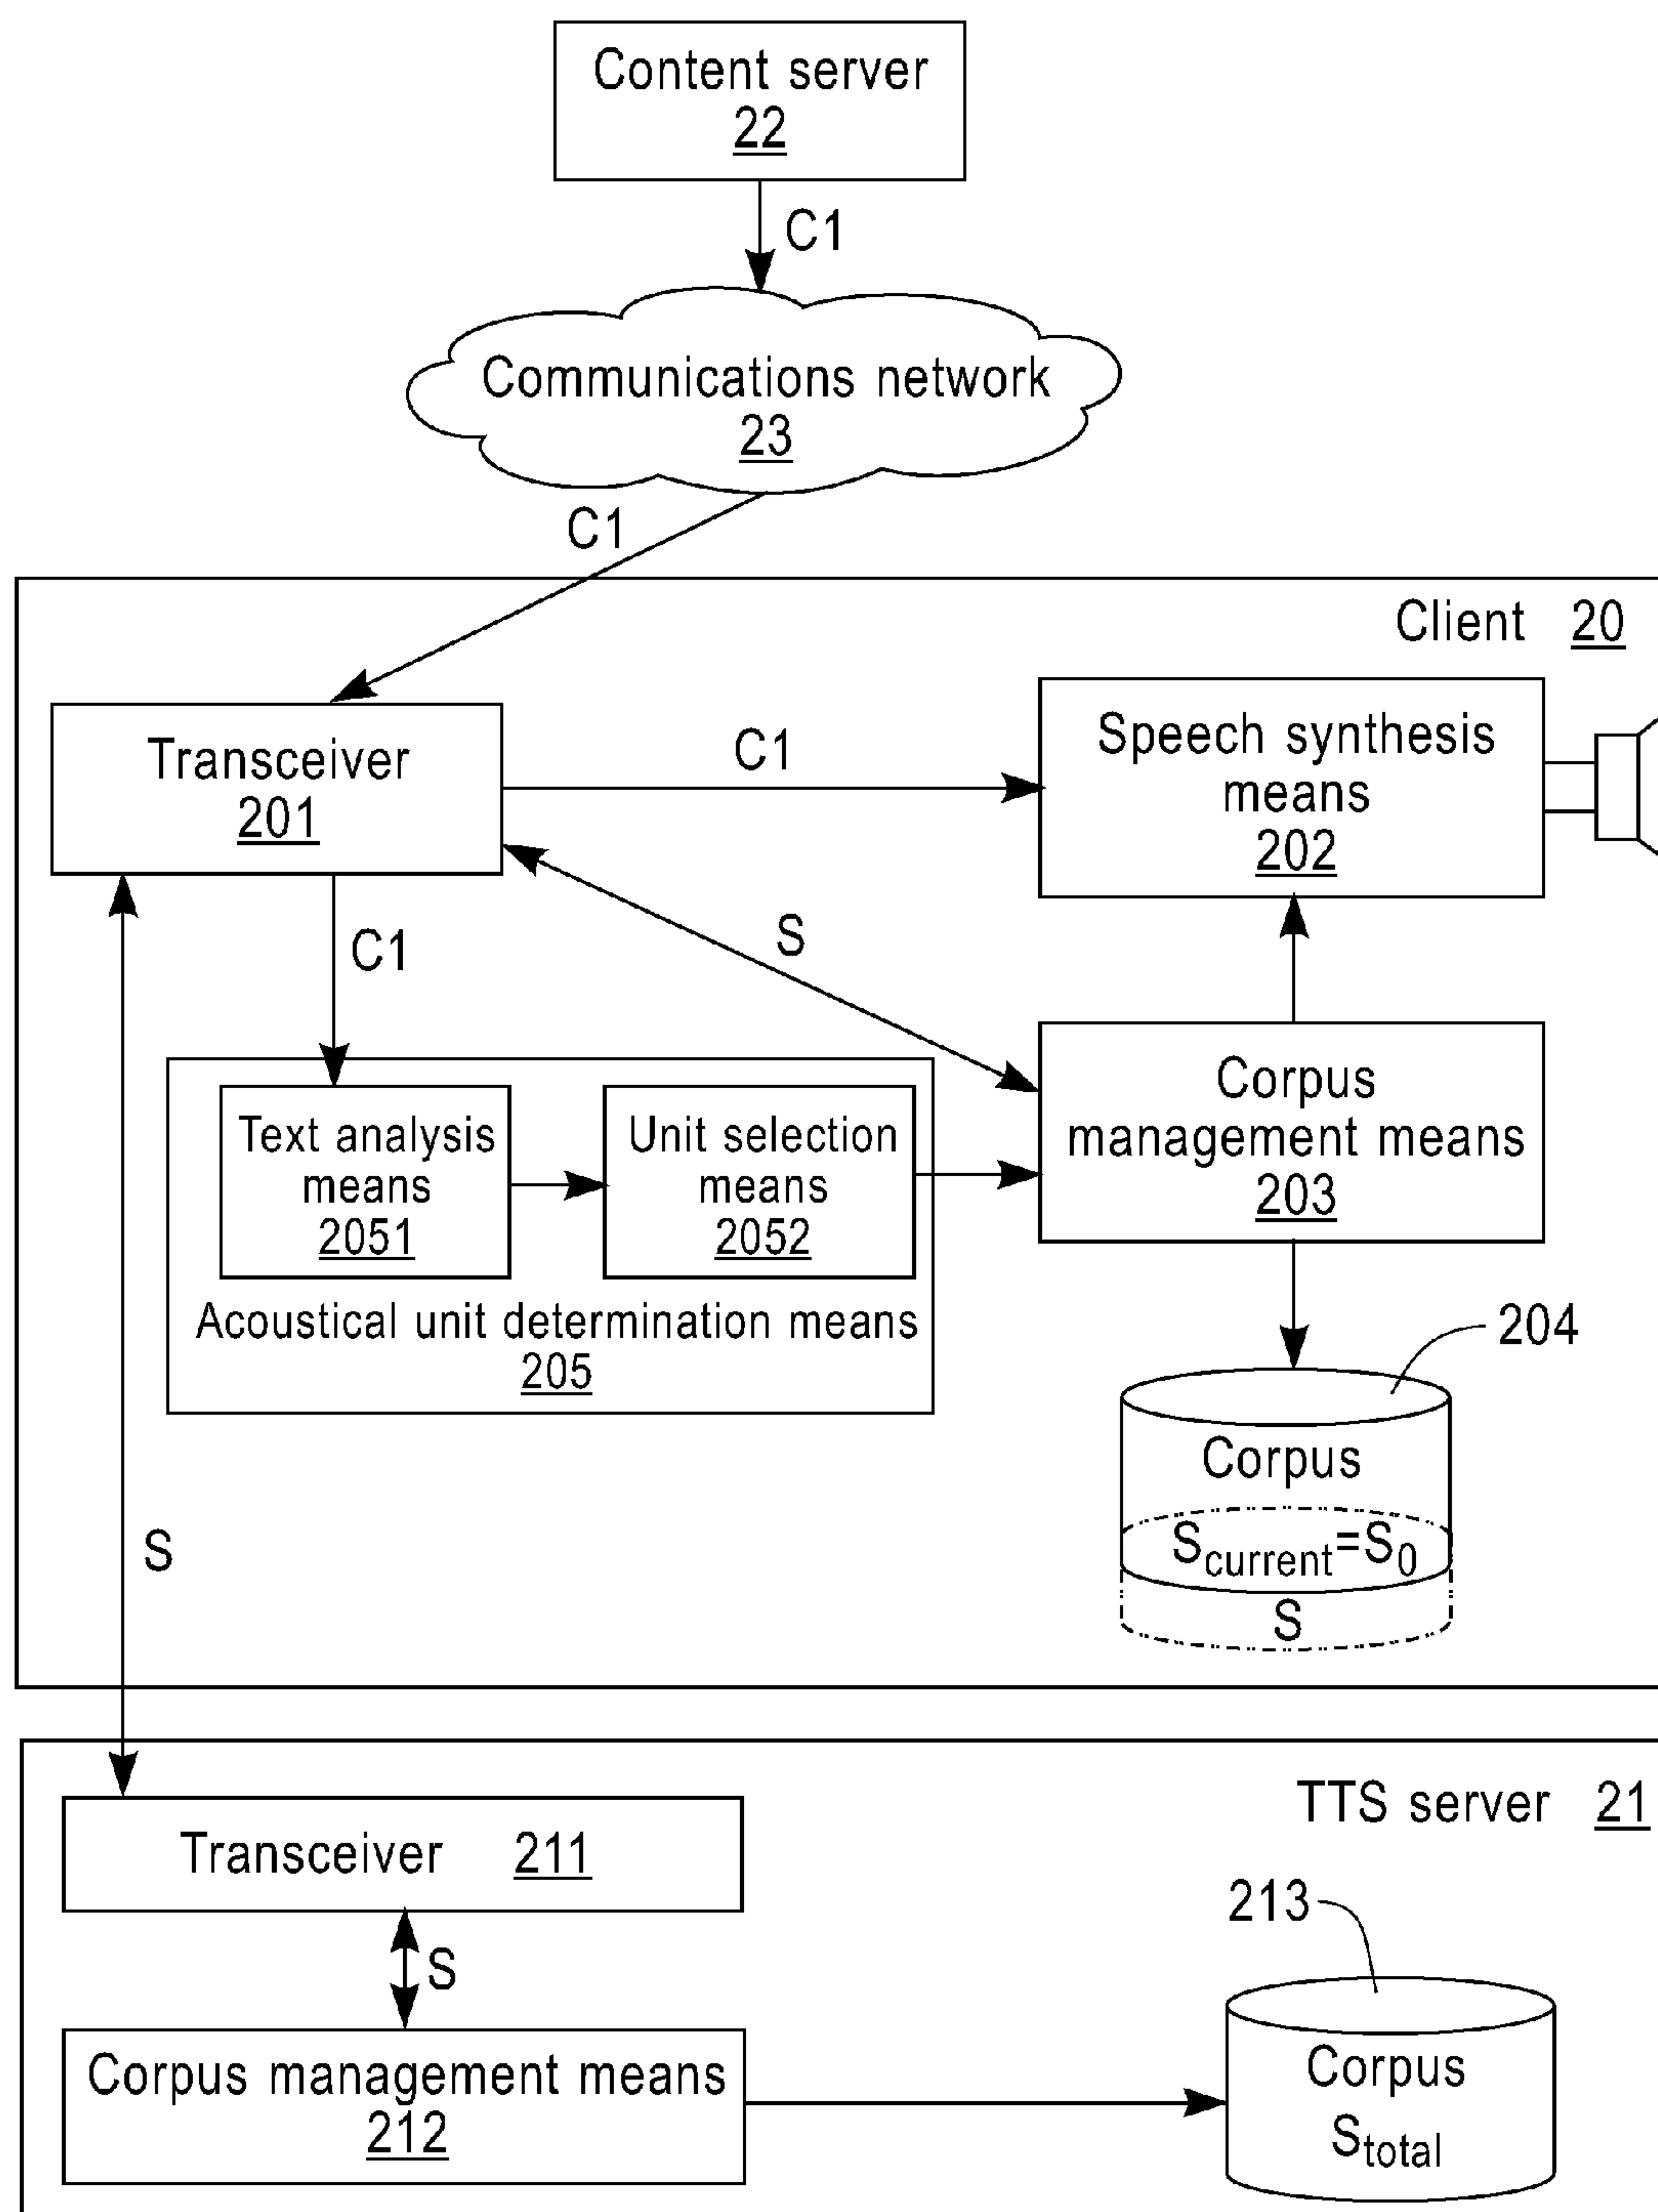 Content server
22
C1
Communications network
23
C1
Client 20
Transceiver
201
C1
Speech synthesis
means
202
C1
S
Text analysis
means
2051
Unit selection
means
2052
Corpus
management means
203
Acoustical unit determination means
205
204
Corpus
Scurrent=S0
S
S
TTS server 21
Transceiver 211
213
S
Corpus management means
212
Corpus
Stotal